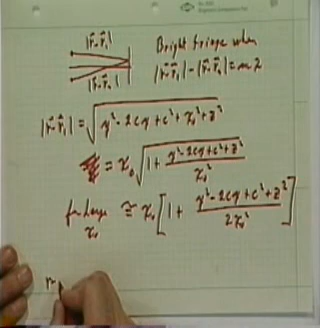 |r⃗-r⃗₁|
Bright fringe when
|r⃗-r⃗₂|
|r⃗-r⃗₁| - |r⃗-r⃗₂| = mλ
|r⃗-r⃗₁| = √(y²-2cy+c²+x₀²+z²)
= x₀ √(1 + (y²-2cy+c²+z²)/x₀²)
for large x₀ ≅ x₀ [1 + (y²-2cy+c²+z²)/2x₀²]